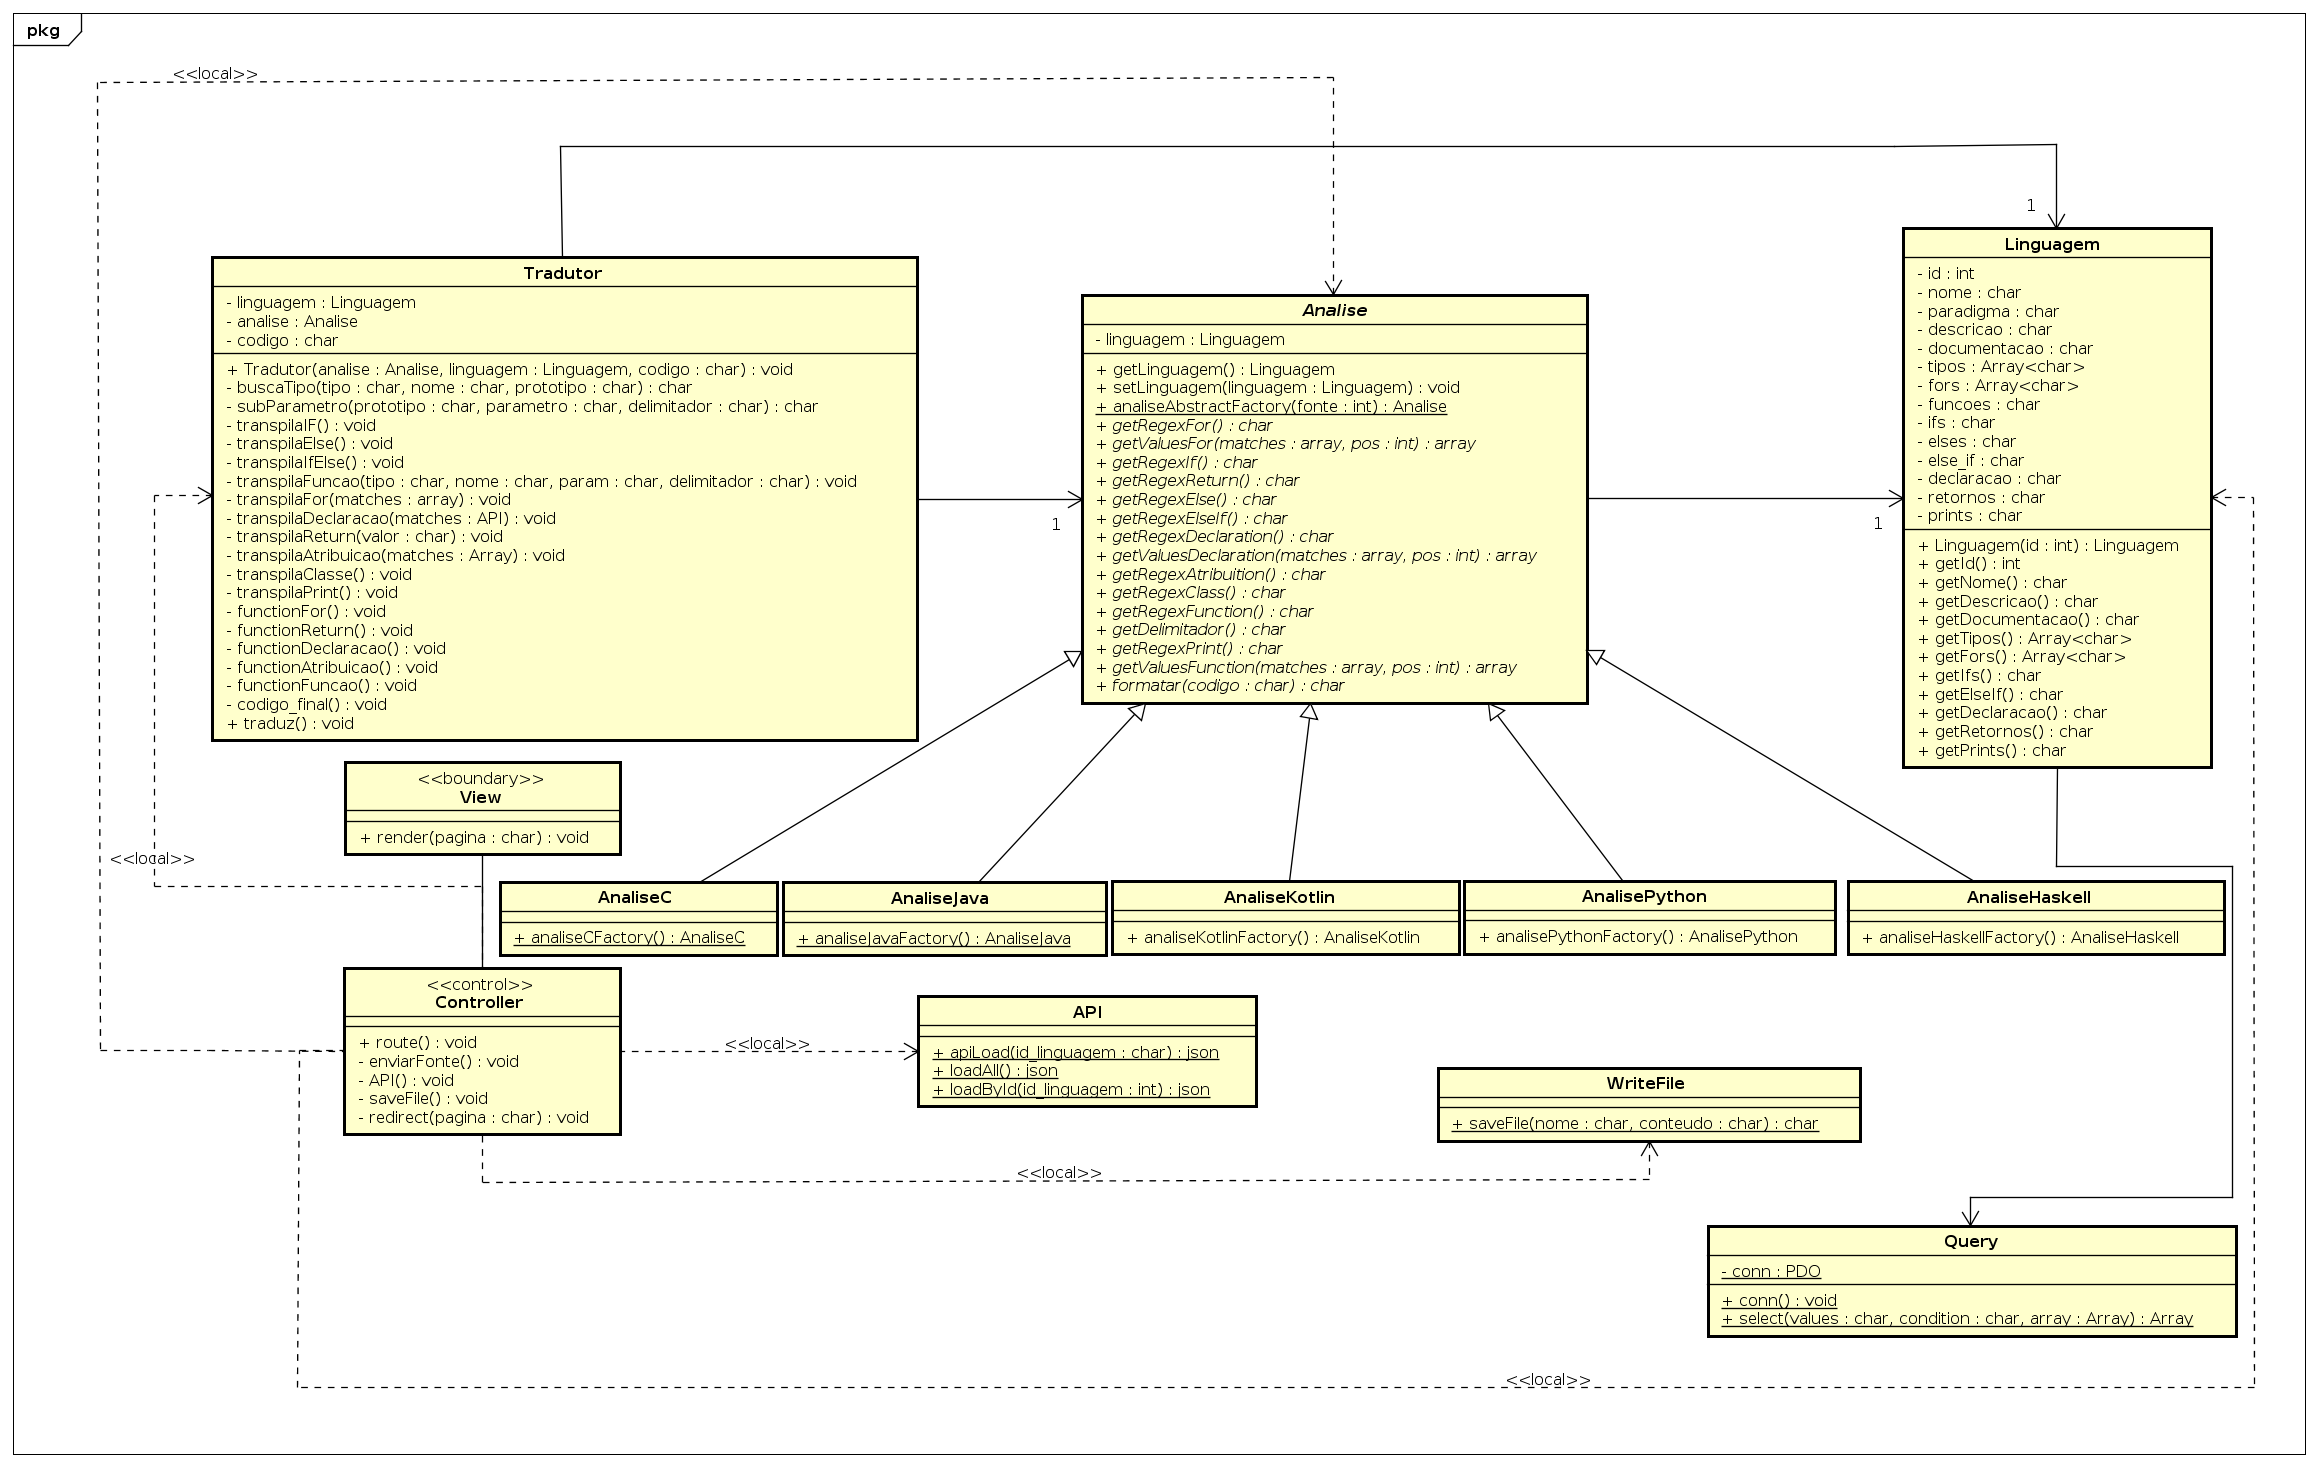 pkg
<<local>>
1
Tradutor
- linguagem : Linguagem
- analise : Analise
- codigo : char
+ Tradutor(analise : Analise, linguagem : Linguagem, codigo : char) : void
- buscaTipo(tipo : char, nome : char, prototipo : char) : char
- subParametro(prototipo : char, parametro : char, delimitador : char) : char
- transpilaIF() : void
- transpilaElse() : void
- transpilaIfElse() : void
- transpilaFuncao(tipo : char, nome : char, param : char, delimitador : char) : void
- transpilaFor(matches : array) : void
- transpilaDeclaracao(matches : API) : void
- transpilaReturn(valor : char) : void
- transpilaAtribuicao(matches : Array) : void
- transpilaClasse() : void
- transpilaPrint() : void
- functionFor() : void
- functionReturn() : void
- functionDeclaracao() : void
- functionAtribuicao() : void
- functionFuncao() : void
- codigo_final() : void
+ traduz() : void
1
Analise
- linguagem : Linguagem
+ getLinguagem() : Linguagem
+ setLinguagem(linguagem : Linguagem) : void
+ analiseAbstractFactory(fonte : int) : Analise
+ getRegexFor() : char
+ getValuesFor(matches : array, pos : int) : array
+ getRegexIf() : char
+ getRegexReturn() : char
+ getRegexElse() : char
+ getRegexElseIf() : char
+ getRegexDeclaration() : char
+ getValuesDeclaration(matches : array, pos : int) : array
+ getRegexAtribuition() : char
+ getRegexClass() : char
+ getRegexFunction() : char
+ getDelimitador() : char
+ getRegexPrint() : char
+ getValuesFunction(matches : array, pos : int) : array
+ formatar(codigo : char) : char
1
Linguagem
- id : int
- nome : char
- paradigma : char
- descricao : char
- documentacao : char
- tipos : Array<char>
- fors : Array<char>
- funcoes : char
- ifs : char
- elses : char
- else_if : char
- declaracao : char
- retornos : char
- prints : char
+ Linguagem(id : int) : Linguagem
+ getId() : int
+ getNome() : char
+ getDescricao() : char
+ getDocumentacao() : char
+ getTipos() : Array<char>
+ getFors() : Array<char>
+ getIfs() : char
+ getElseIf() : char
+ getDeclaracao() : char
+ getRetornos() : char
+ getPrints() : char
<<boundary>>
View
+ render(pagina : char) : void
<<local>>
AnaliseC
+ analiseCFactory() : AnaliseC
AnaliseJava
+ analiseJavaFactory() : AnaliseJava
AnaliseKotlin
+ analiseKotlinFactory() : AnaliseKotlin
AnalisePython
+ analisePythonFactory() : AnalisePython
AnaliseHaskell
+ analiseHaskellFactory() : AnaliseHaskell
<<control>>
Controller
+ route() : void
- enviarFonte() : void
- API() : void
- saveFile() : void
- redirect(pagina : char) : void
<<local>>
API
+ apiLoad(id_linguagem : char) : json
+ loadAll() : json
+ loadById(id_linguagem : int) : json
WriteFile
+ saveFile(nome : char, conteudo : char) : char
<<local>>
Query
- conn : PDO
+ conn() : void
+ select(values : char, condition : char, array : Array) : Array
<<local>>